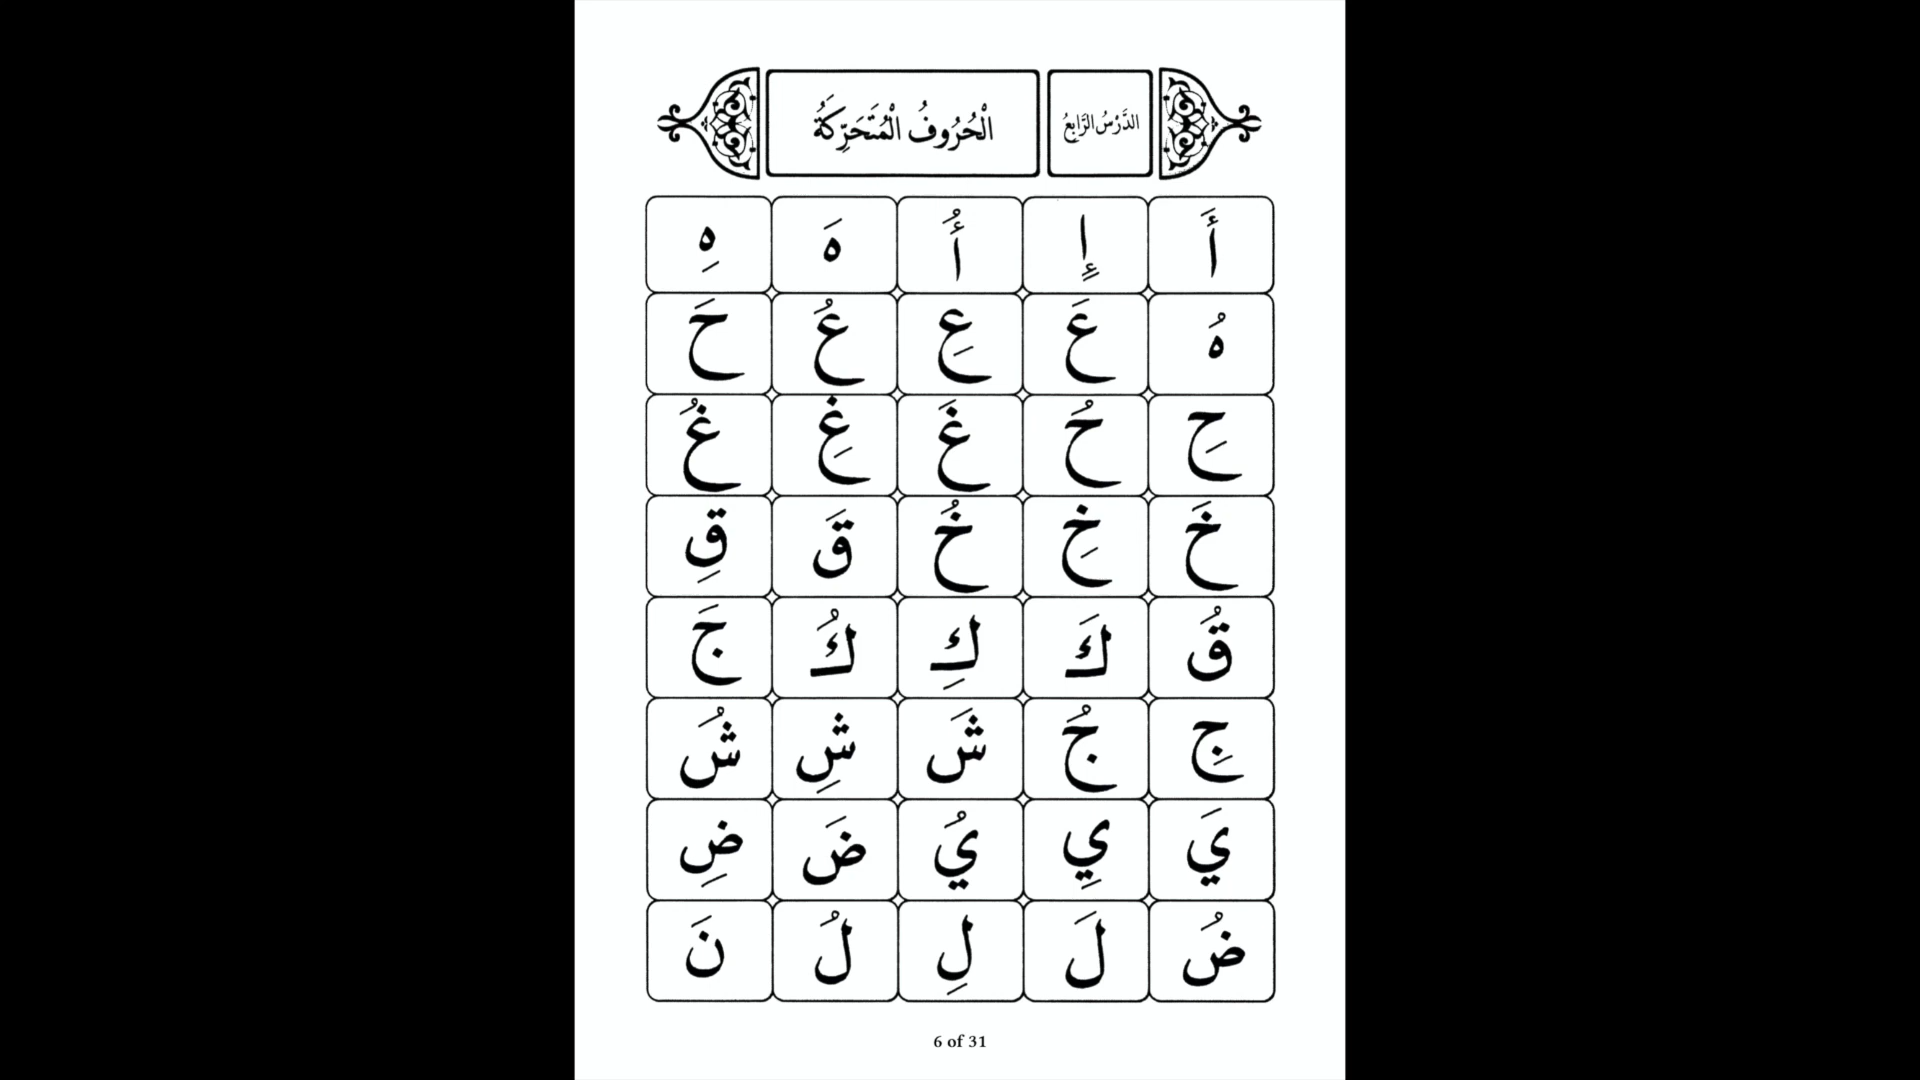 الدَّرْسُ الرَّابِعُ الْحُرُوفُ الْمُتَحَرِّكَةُ
أَ إِ أُ هَ هِ
هُ عَ عِ عُ حَ
حِ حُ غَ غِ غُ
خَ خِ خُ قَ قِ
قُ كَ كِ كُ جَ
جِ جُ شَ شِ شُ
يَ يِ يُ ضَ ضِ
ضُ لَ لِ لُ نَ
6 of 31